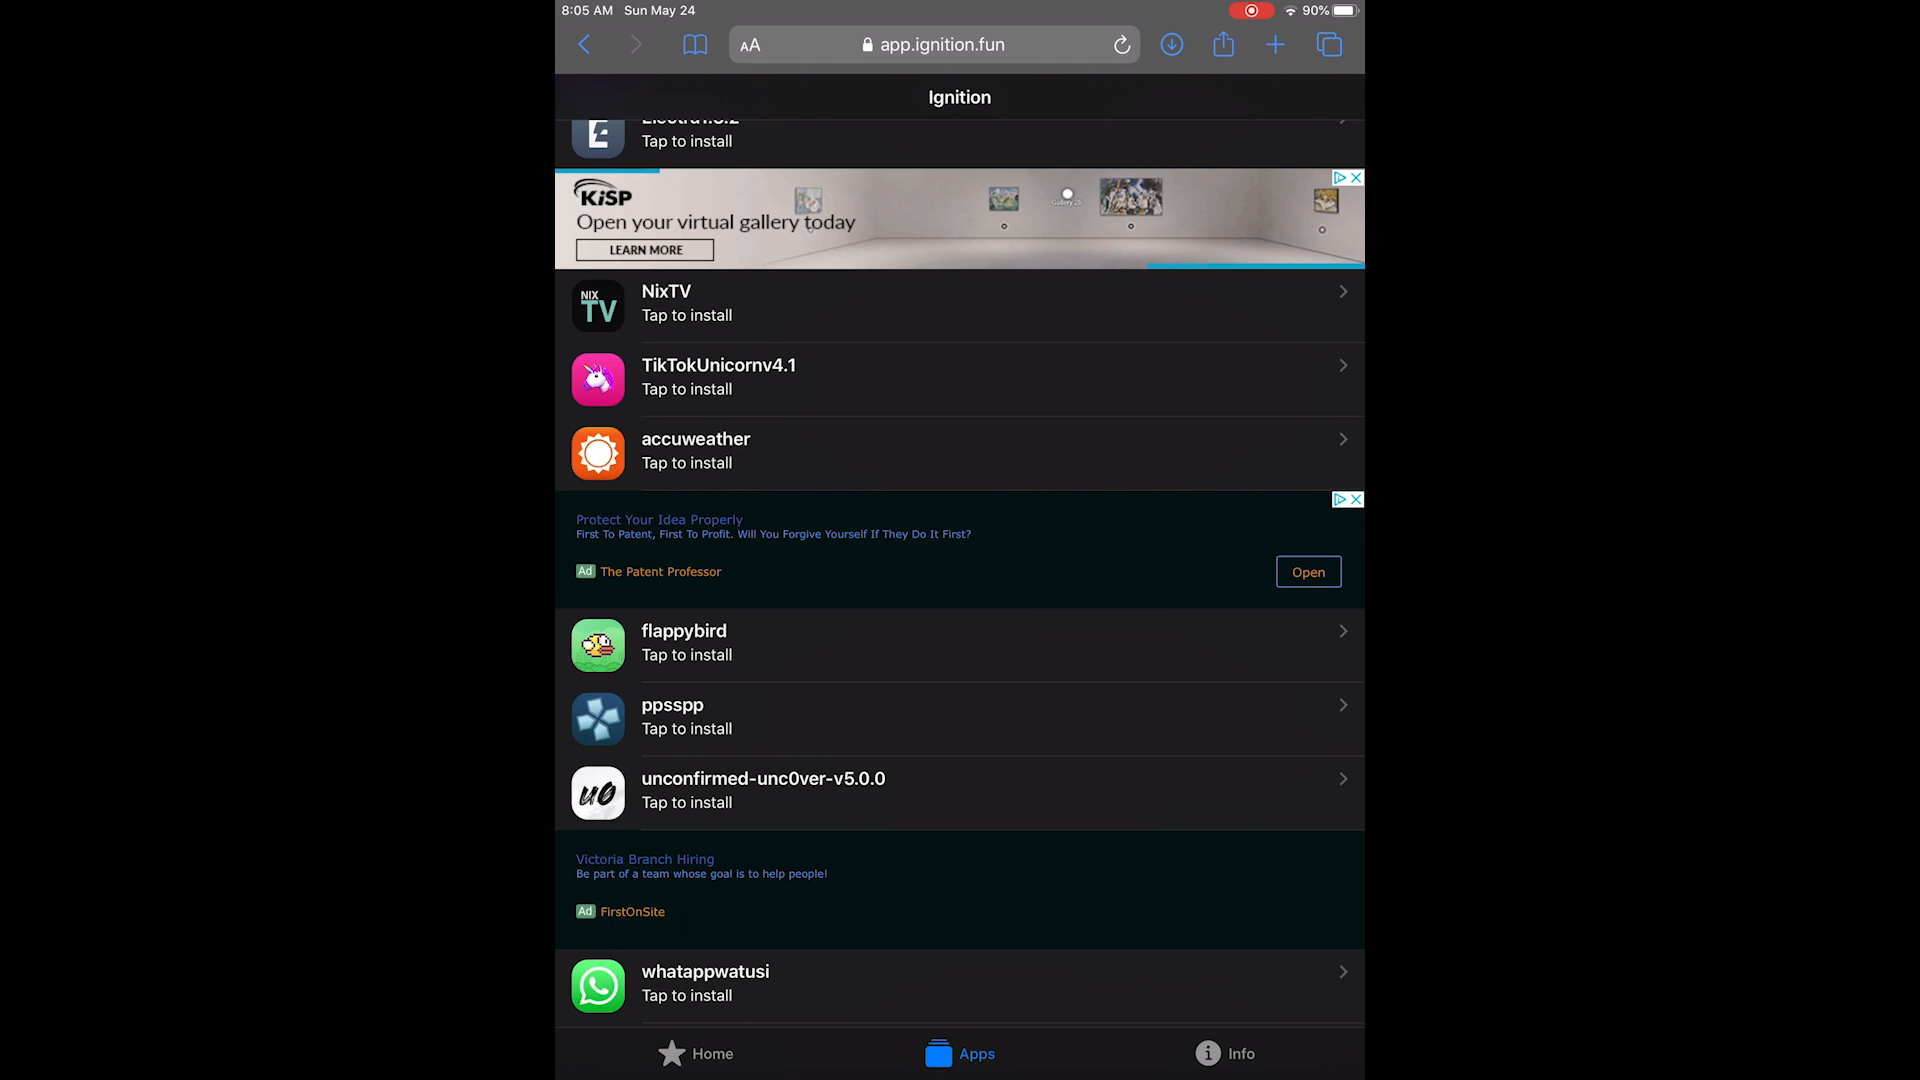 8:05 AM Sun May 24
90%
AA
app.ignition.fun
Ignition
Electra1.3.2
Tap to install
KiSP
Open your virtual gallery today
LEARN MORE
NIX
TV
NixTV
Tap to install
TikTokUnicornv4.1
Tap to install
accuweather
Tap to install
Protect Your Idea Properly
First To Patent, First To Profit. Will You Forgive Yourself If They Do It First?
Ad The Patent Professor
Open
flappybird
Tap to install
ppsspp
Tap to install
u0
unconfirmed-unc0ver-v5.0.0
Tap to install
Victoria Branch Hiring
Be part of a team whose goal is to help people!
Ad FirstOnSite
whatappwatusi
Tap to install
Home
Apps
Info